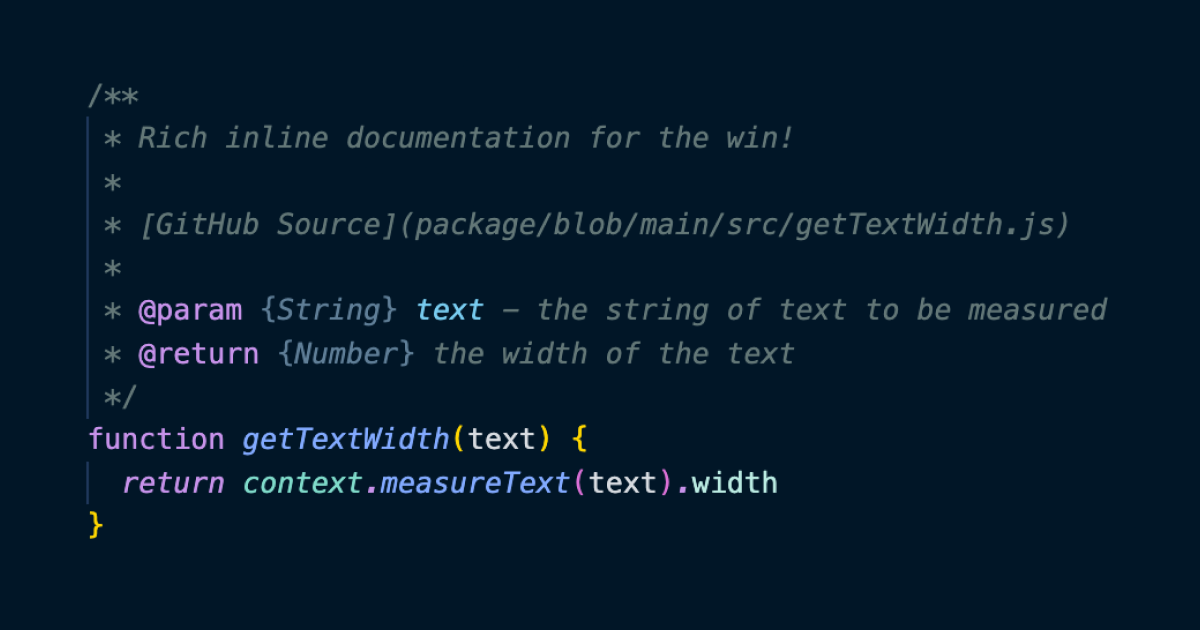 /**
 * Rich inline documentation for the win!
 *
 * [GitHub Source](package/blob/main/src/getTextWidth.js)
 *
 * @param {String} text – the string of text to be measured
 * @return {Number} the width of the text
 */
function getTextWidth(text) {
  return context.measureText(text).width
}